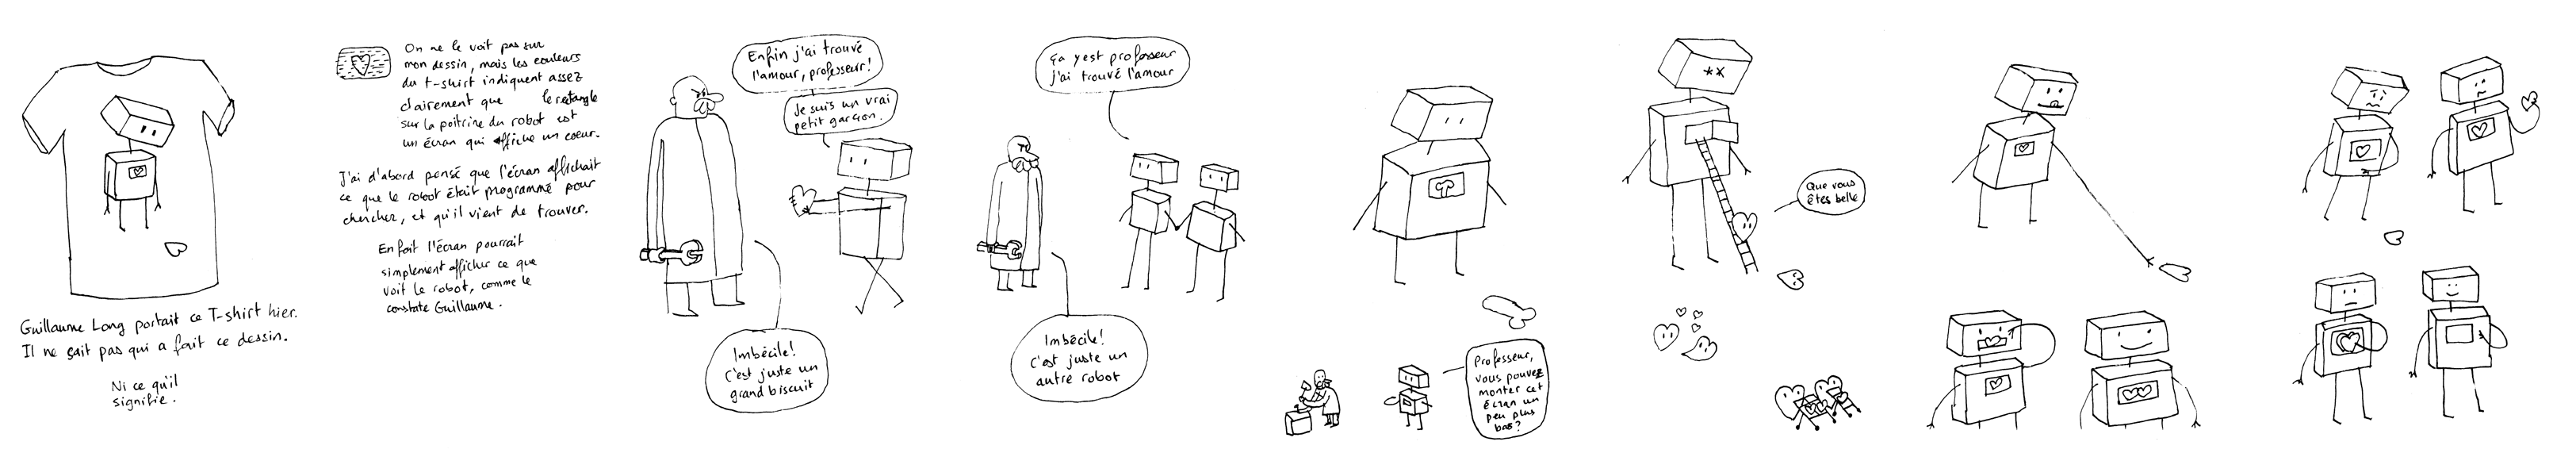 Guillaume Long portait ce T-shirt hier.
Il ne sait pas qui a fait ce dessin.
Ni ce qu'il
signifie.
On ne le voit pas sur
mon dessin, mais les couleurs
du t-shirt indiquent assez
clairement que le rectangle
sur la poitrine du robot est
un écran qui affiche un coeur.
J'ai d'abord pensé que l'écran affichait
ce que le robot était programmé pour
chercher, et qu'il vient de trouver.
En fait l'écran pourrait
simplement afficher ce que
voit le robot, comme le
constate Guillaume.
Enfin j'ai trouvé
l'amour, professeur!
Je suis un vrai
petit garçon.
Imbécile!
C'est juste un
grand biscuit
ça y est professeur
j'ai trouvé l'amour
Imbécile!
C'est juste un
autre robot
Professeur,
vous pouvez
monter cet
écran un
peu plus
bas?
Que vous
êtes belle